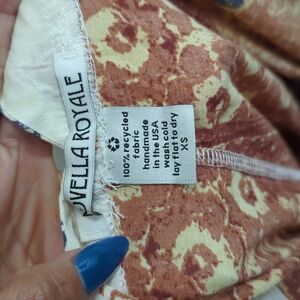 OVELLA ROYALE
100% recycled
fabric
handmade
in the USA
wash cold
lay flat to dry
XS